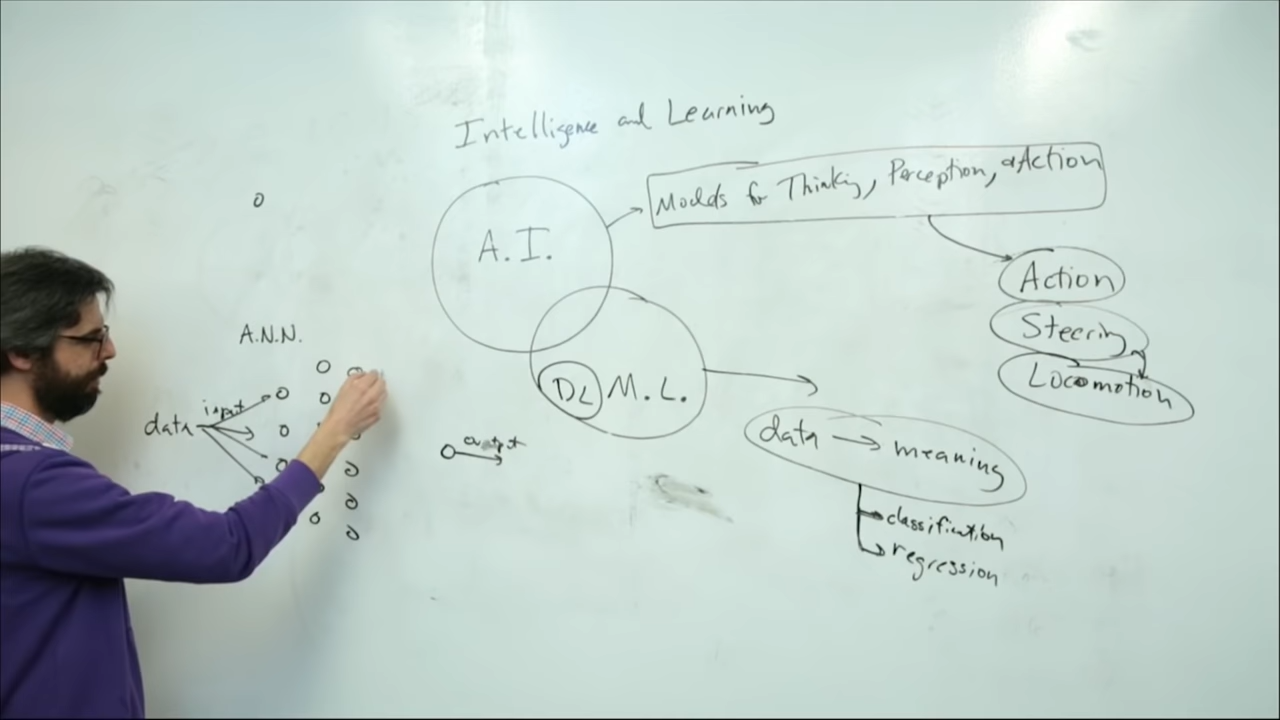 Intelligence and Learning
A.I.
Models for Thinking, Perception, & Action
Action
Steering
Locomotion
A.N.N.
data
input
output
DL
M.L.
data → meaning
classification
regression